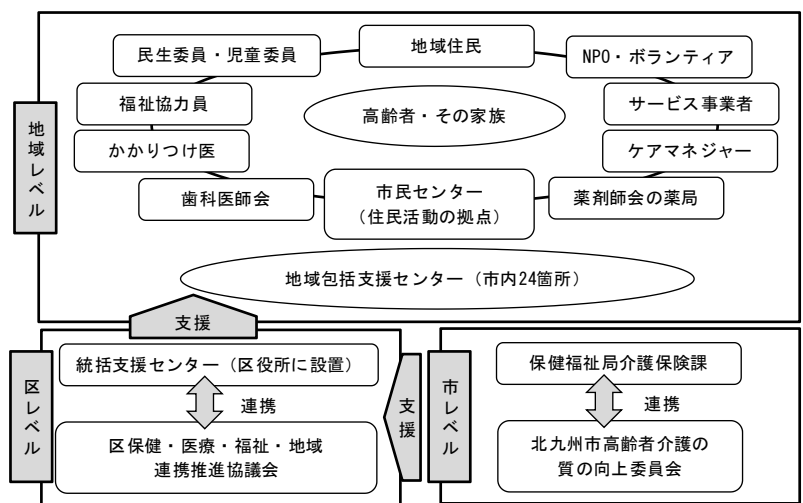 地域レベル
民生委員・児童委員
地域住民
NPO・ボランティア
福祉協力員
高齢者・その家族
サービス事業者
かかりつけ医
ケアマネジャー
歯科医師会
市民センター
（住民活動の拠点）
薬剤師会の薬局
地域包括支援センター（市内24箇所）
支援
区レベル
統括支援センター（区役所に設置）
連携
区保健・医療・福祉・地域
連携推進協議会
支援
市レベル
保健福祉局介護保険課
連携
北九州市高齢者介護の
質の向上委員会